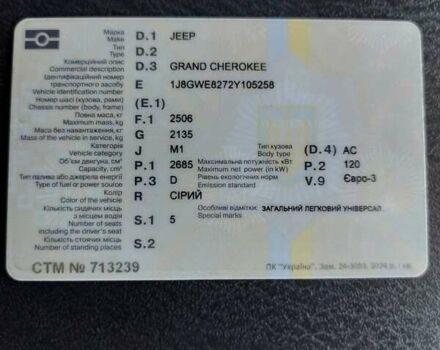 Марка D.1 JEEP
Make
Тип D.2
Type
Комерційний опис D.3 GRAND CHEROKEE
Commercial description
Ідентифікаційний номер
транспортного засобу E 1J8GWE8272Y105258
Vehicle identification number
Номер шасі (кузова, рами) (E.1)
Chassis number (body, frame)
Повна маса, кг F.1 2506
Maximum mass, kg
Маса без навантаження, кг G 2135
Mass of the vehicle in service, kg
Категорія J M1 Тип кузова (D.4) AC
Vehicle category Body type
Об'єм двигуна, см³ P.1 2685 Максимальна потужність, кВт P.2 120
Capacity, cm³ Maximum net power (in kW)
Тип палива або джерела енергії P.3 D Рівень екологічних норм V.9 Євро-3
Type of fuel or power source Emission standard
Колір R СІРИЙ
Color of the vehicle
Кількість сидячих місць S.1 5 Особливі відмітки: ЗАГАЛЬНИЙ ЛЕГКОВИЙ УНІВЕРСАЛ
з місцем водія Special marks
Number of seats
including the driver's seat
Кількість стоячих місць S.2
Number of standing places
СТМ № 713239
ПК "Україна". Зам. 24-3053. 2024 р.